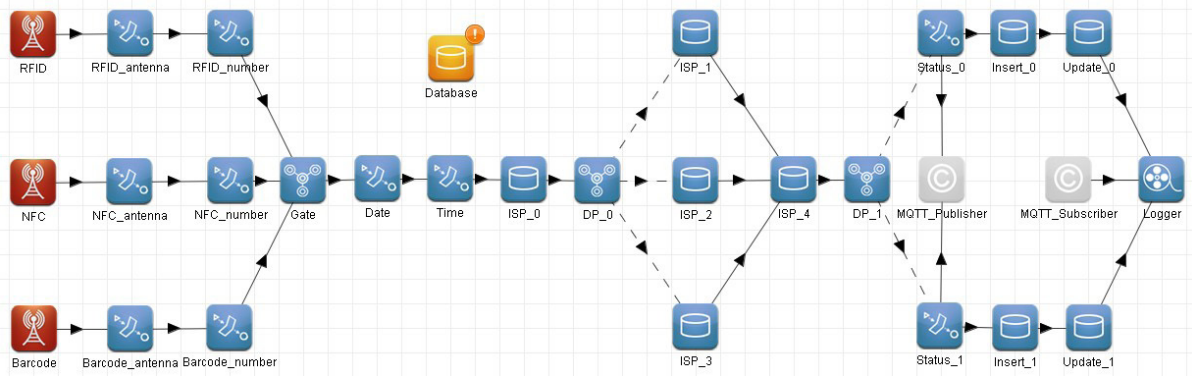 RFID
RFID_antenna
RFID_number
Database
ISP_1
Status_0
Insert_0
Update_0
NFC
NFC_antenna
NFC_number
Gate
Date
Time
ISP_0
DP_0
ISP_2
ISP_4
DP_1
MQTT_Publisher
MQTT_Subscriber
Logger
Barcode
Barcode_antenna
Barcode_number
ISP_3
Status_1
Insert_1
Update_1